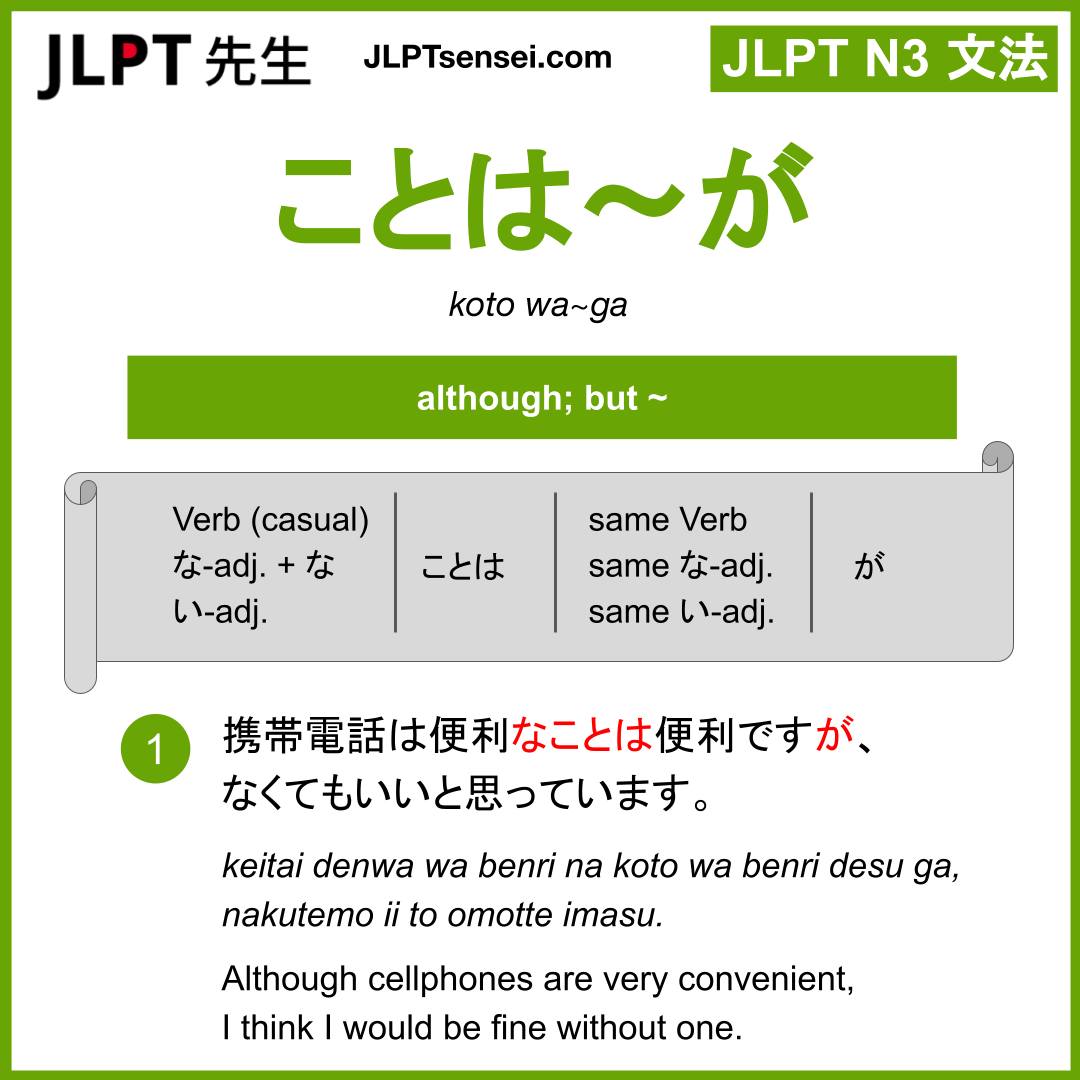 JLPT 先生
JLPTsensei.com
JLPT N3 文法
ことは～が
koto wa~ga
although; but ~
Verb (casual)
な-adj. + な
い-adj.
ことは
same Verb
same な-adj.
same い-adj.
が
1
携帯電話は便利なことは便利ですが、
なくてもいいと思っています。
keitai denwa wa benri na koto wa benri desu ga,
nakutemo ii to omotte imasu.
Although cellphones are very convenient,
I think I would be fine without one.